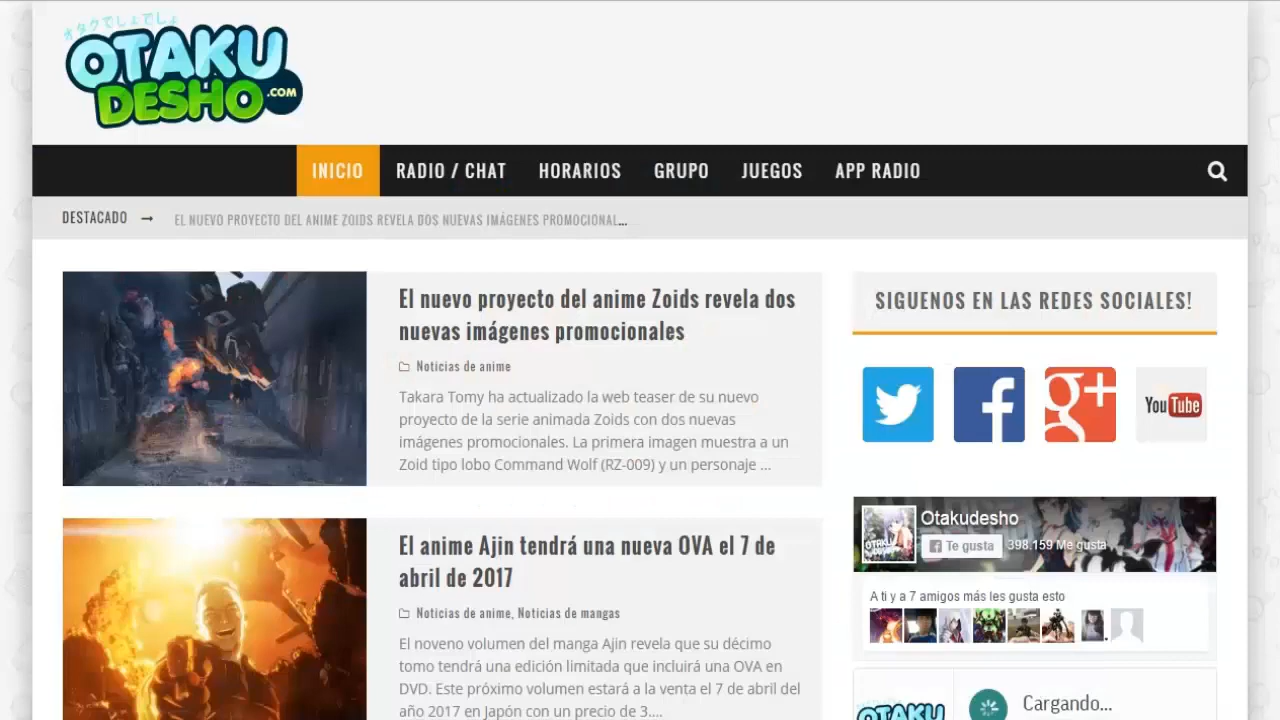 オタクでしょでしょ
OTAKU
DESHO
.COM
INICIO RADIO / CHAT HORARIOS GRUPO JUEGOS APP RADIO
DESTACADO → EL NUEVO PROYECTO DEL ANIME ZOIDS REVELA DOS NUEVAS IMÁGENES PROMOCIONAL...
El nuevo proyecto del anime Zoids revela dos
nuevas imágenes promocionales
Noticias de anime
Takara Tomy ha actualizado la web teaser de su nuevo
proyecto de la serie animada Zoids con dos nuevas
imágenes promocionales. La primera imagen muestra a un
Zoid tipo lobo Command Wolf (RZ-009) y un personaje ...
El anime Ajin tendrá una nueva OVA el 7 de
abril de 2017
Noticias de anime, Noticias de mangas
El noveno volumen del manga Ajin revela que su décimo
tomo tendrá una edición limitada que incluirá una OVA en
DVD. Este próximo volumen estará a la venta el 7 de abril del
año 2017 en Japón con un precio de 3....
SIGUENOS EN LAS REDES SOCIALES!
g+
You Tube
Otakudesho
OTAKU
Te gusta 398.159 Me gusta
A ti y a 7 amigos más les gusta esto
OTAKU
Cargando...